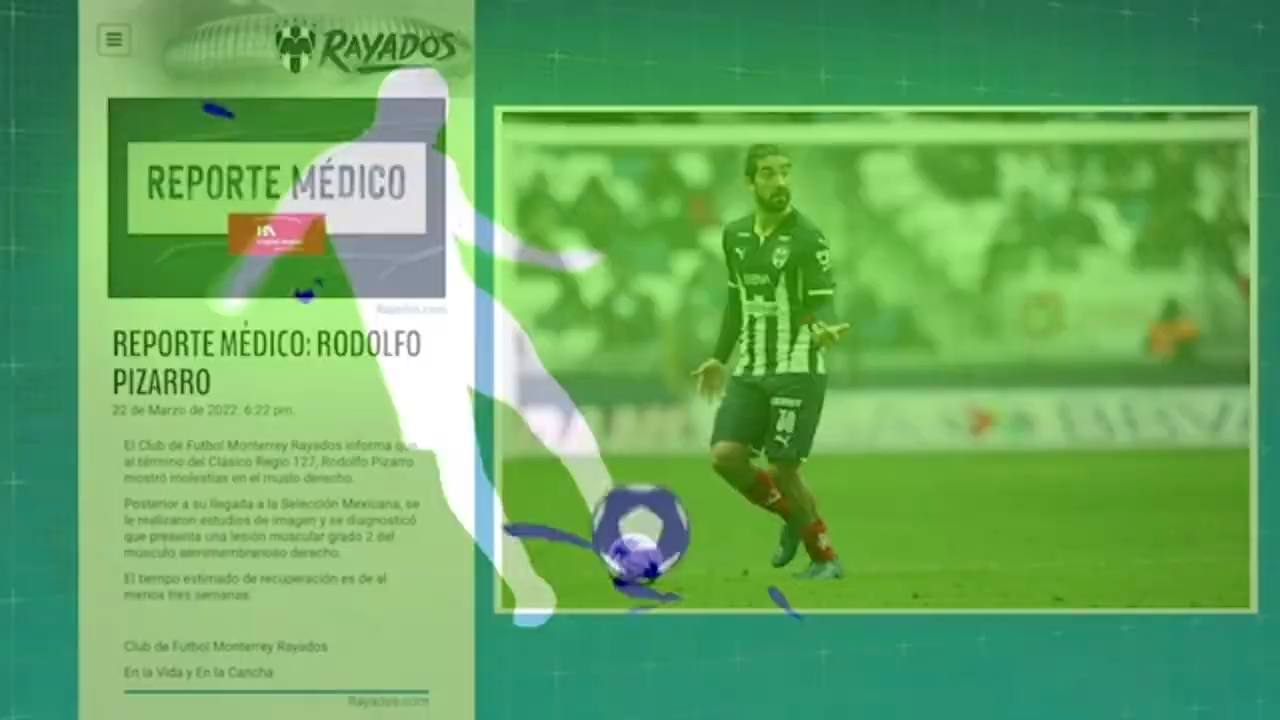 RAYADOS
REPORTE MÉDICO
Rayados.com
REPORTE MÉDICO: RODOLFO
PIZARRO
22 de Marzo de 2022. 6:22 pm.
El Club de Futbol Monterrey Rayados informa que
al término del Clásico Regio 127, Rodolfo Pizarro
mostró molestias en el muslo derecho.
Posterior a su llegada a la Selección Mexicana, se
le realizaron estudios de imagen y se diagnosticó
que presenta una lesión muscular grado 2 del
músculo semimembranoso derecho.
El tiempo estimado de recuperación es de al
menos tres semanas.
Club de Futbol Monterrey Rayados
En la Vida y En la Cancha
Rayados.com
BBVA
30